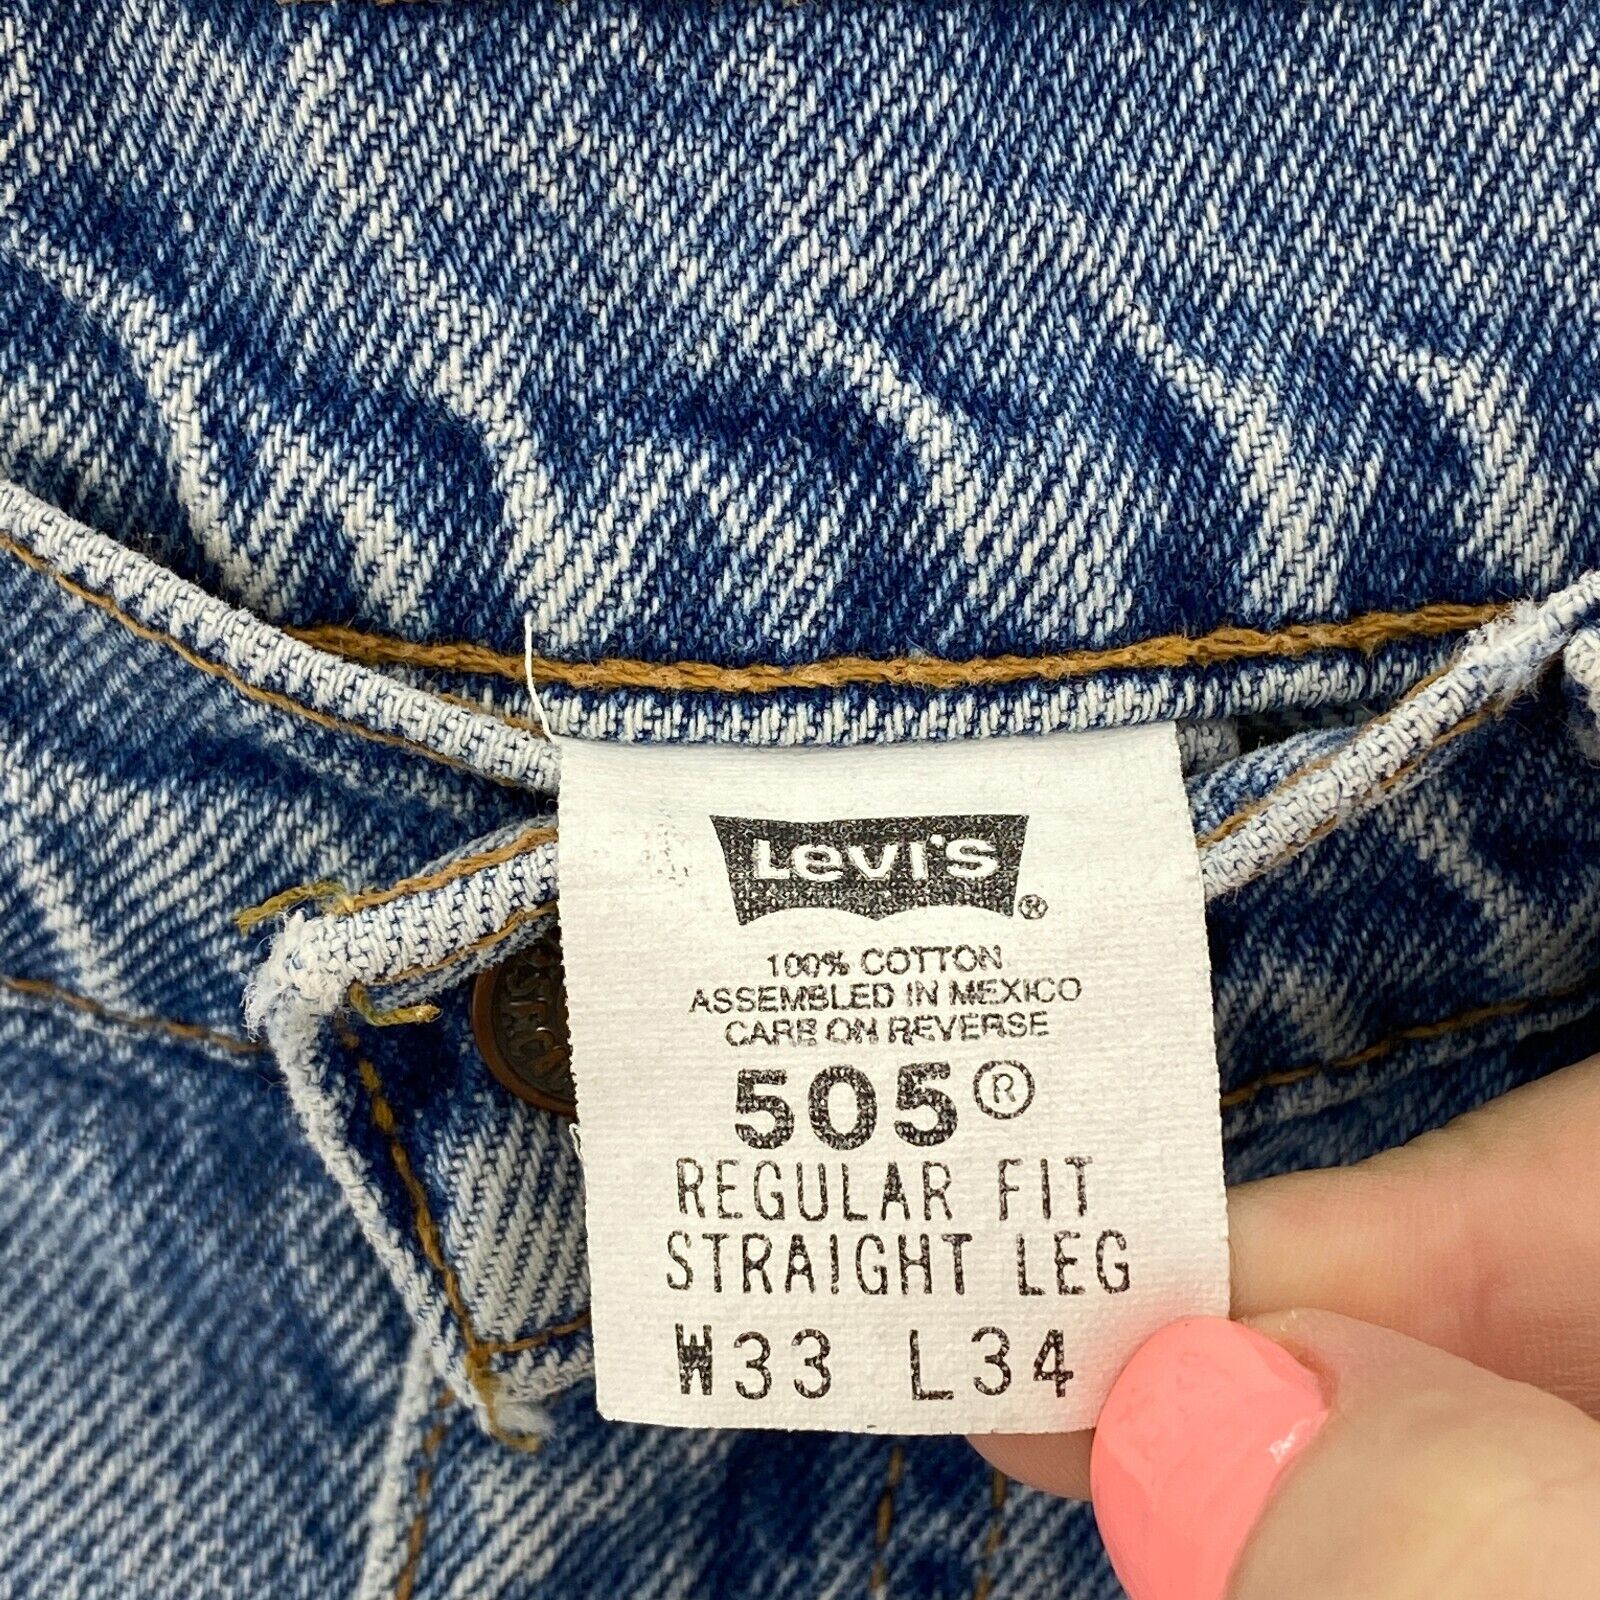 Levi's®
100% COTTON
ASSEMBLED IN MEXICO
CARE ON REVERSE
505®
REGULAR FIT
STRAIGHT LEG
W33 L34